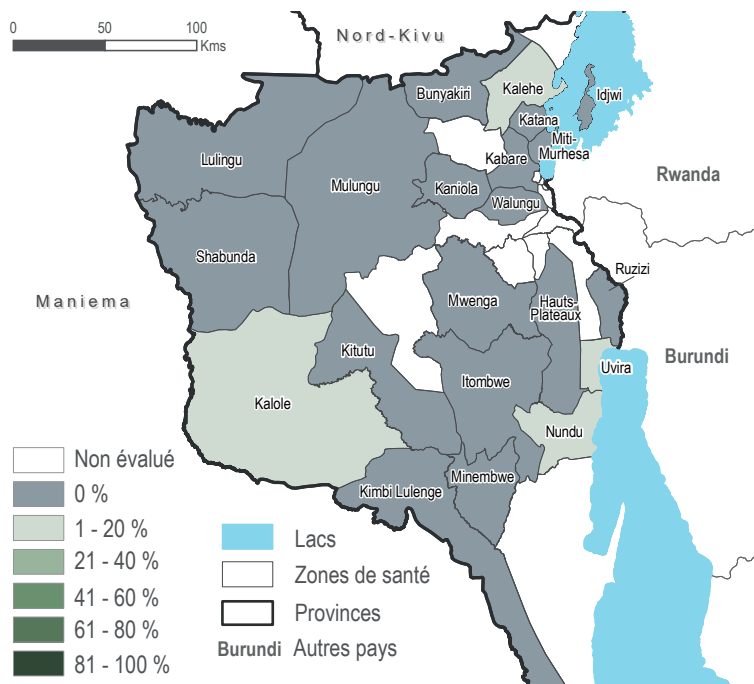 0 50 100
Kms
Nord-Kivu
Bunyakiri
Kalehe
Idjwi
Katana
Miti-
Murhesa
Kabare
Lulingu
Mulungu
Kaniola
Walungu
Rwanda
Shabunda
Ruzizi
Maniema
Mwenga
Hauts-
Plateaux
Kitutu
Burundi
Uvira
Itombwe
Kalole
Nundu
Minembwe
Kimbi Lulenge
Non évalué
0 %
1 - 20 %
21 - 40 %
41 - 60 %
61 - 80 %
81 - 100 %
Lacs
Zones de santé
Provinces
Burundi Autres pays